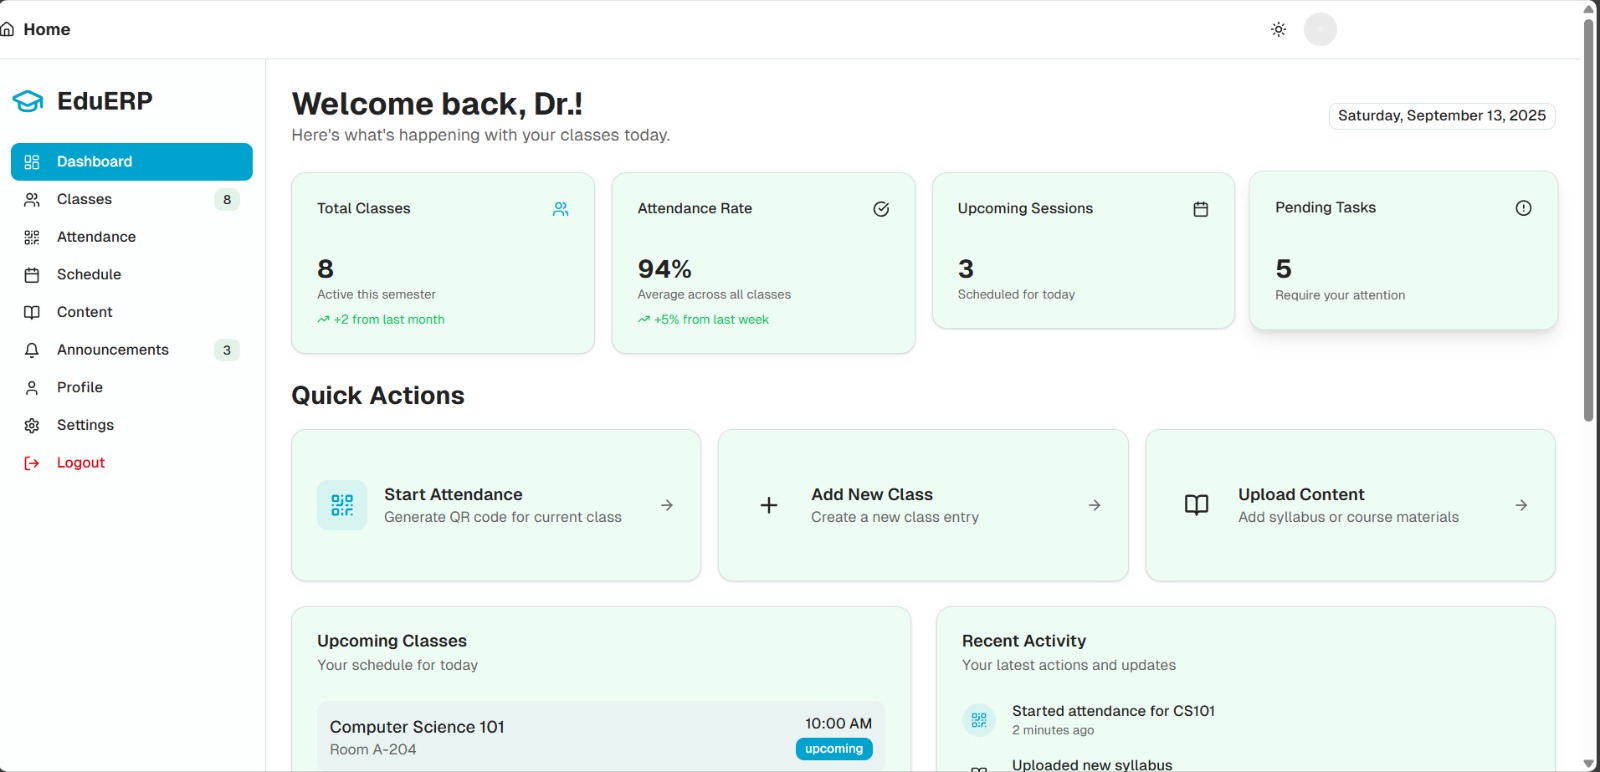 Home
EduERP
Dashboard
Classes 8
Attendance
Schedule
Content
Announcements 3
Profile
Settings
Logout
Welcome back, Dr.!
Here's what's happening with your classes today.
Saturday, September 13, 2025
Total Classes
8
Active this semester
+2 from last month
Attendance Rate
94%
Average across all classes
+5% from last week
Upcoming Sessions
3
Scheduled for today
Pending Tasks
5
Require your attention
Quick Actions
Start Attendance
Generate QR code for current class
Add New Class
Create a new class entry
Upload Content
Add syllabus or course materials
Upcoming Classes
Your schedule for today
Computer Science 101
Room A-204
10:00 AM
upcoming
Recent Activity
Your latest actions and updates
Started attendance for CS101
2 minutes ago
Uploaded new syllabus